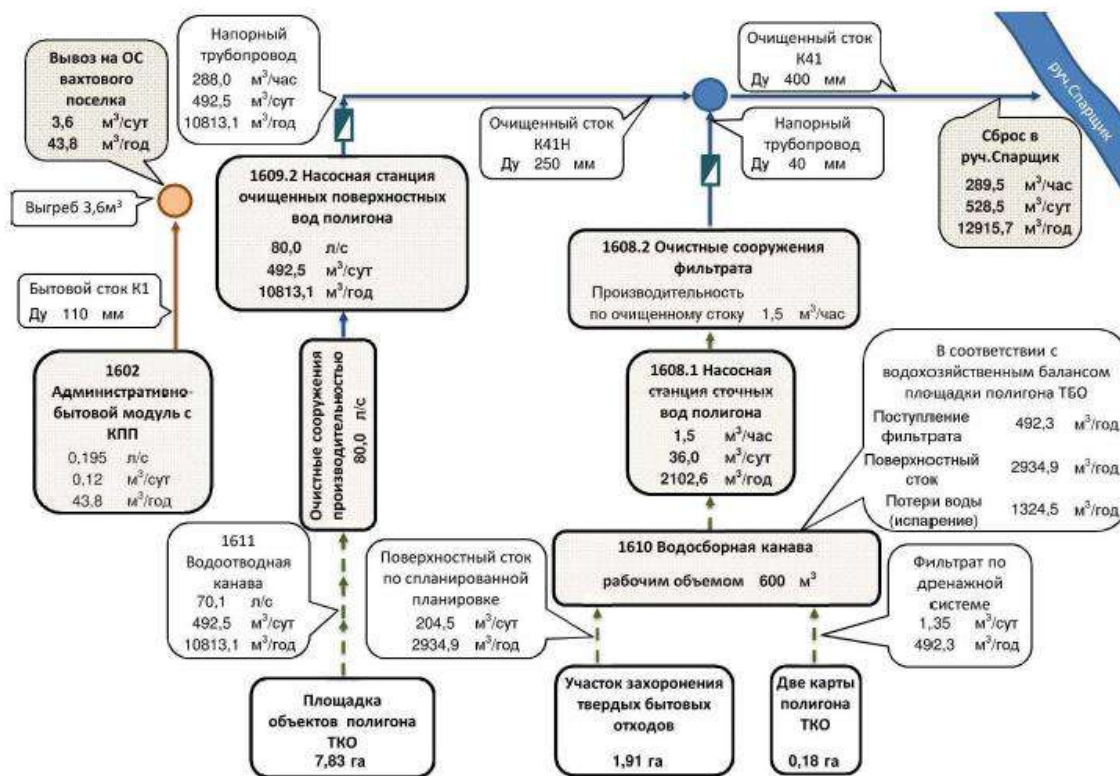 Вывоз на ОС
вахтового
поселка
3,6 м³/сут
43,8 м³/год
Выгреб 3,6м³
Бытовой сток К1
Ду 110 мм
1602
Административно-
бытовой модуль с
КПП
0,195 л/с
0,12 м³/сут
43,8 м³/год
Напорный
трубопровод
288,0 м³/час
492,5 м³/сут
10813,1 м³/год
1609.2 Насосная станция
очищенных поверхностных
вод полигона
80,0 л/с
492,5 м³/сут
10813,1 м³/год
Очистные сооружения
производительностью
80,0 л/с
1611
Водоотводная
канава
70,1 л/с
492,5 м³/сут
10813,1 м³/год
Площадка
объектов полигона
ТКО
7,83 га
Очищенный сток
К41Н
Ду 250 мм
Очищенный сток
К41
Ду 400 мм
руч.Спарщик
Напорный
трубопровод
Ду 40 мм
Сброс в
руч.Спарщик
289,5 м³/час
528,5 м³/сут
12915,7 м³/год
1608.2 Очистные сооружения
фильтрата
Производительность
по очищенному стоку 1,5 м³/час
1608.1 Насосная
станция сточных
вод полигона
1,5 м³/час
36,0 м³/сут
2102,6 м³/год
В соответствии с
водохозяйственным балансом
площадки полигона ТБО
Поступление
фильтрата 492,3 м³/год
Поверхностный
сток 2934,9 м³/год
Потери воды
(испарение) 1324,5 м³/год
1610 Водосборная канава
рабочим объемом 600 м³
Поверхностный сток
по спланированной
планировке
204,5 м³/сут
2934,9 м³/год
Фильтрат по
дренажной
системе
1,35 м³/сут
492,3 м³/год
Участок захоронения
твердых бытовых
отходов
1,91 га
Две карты
полигона
ТКО
0,18 га